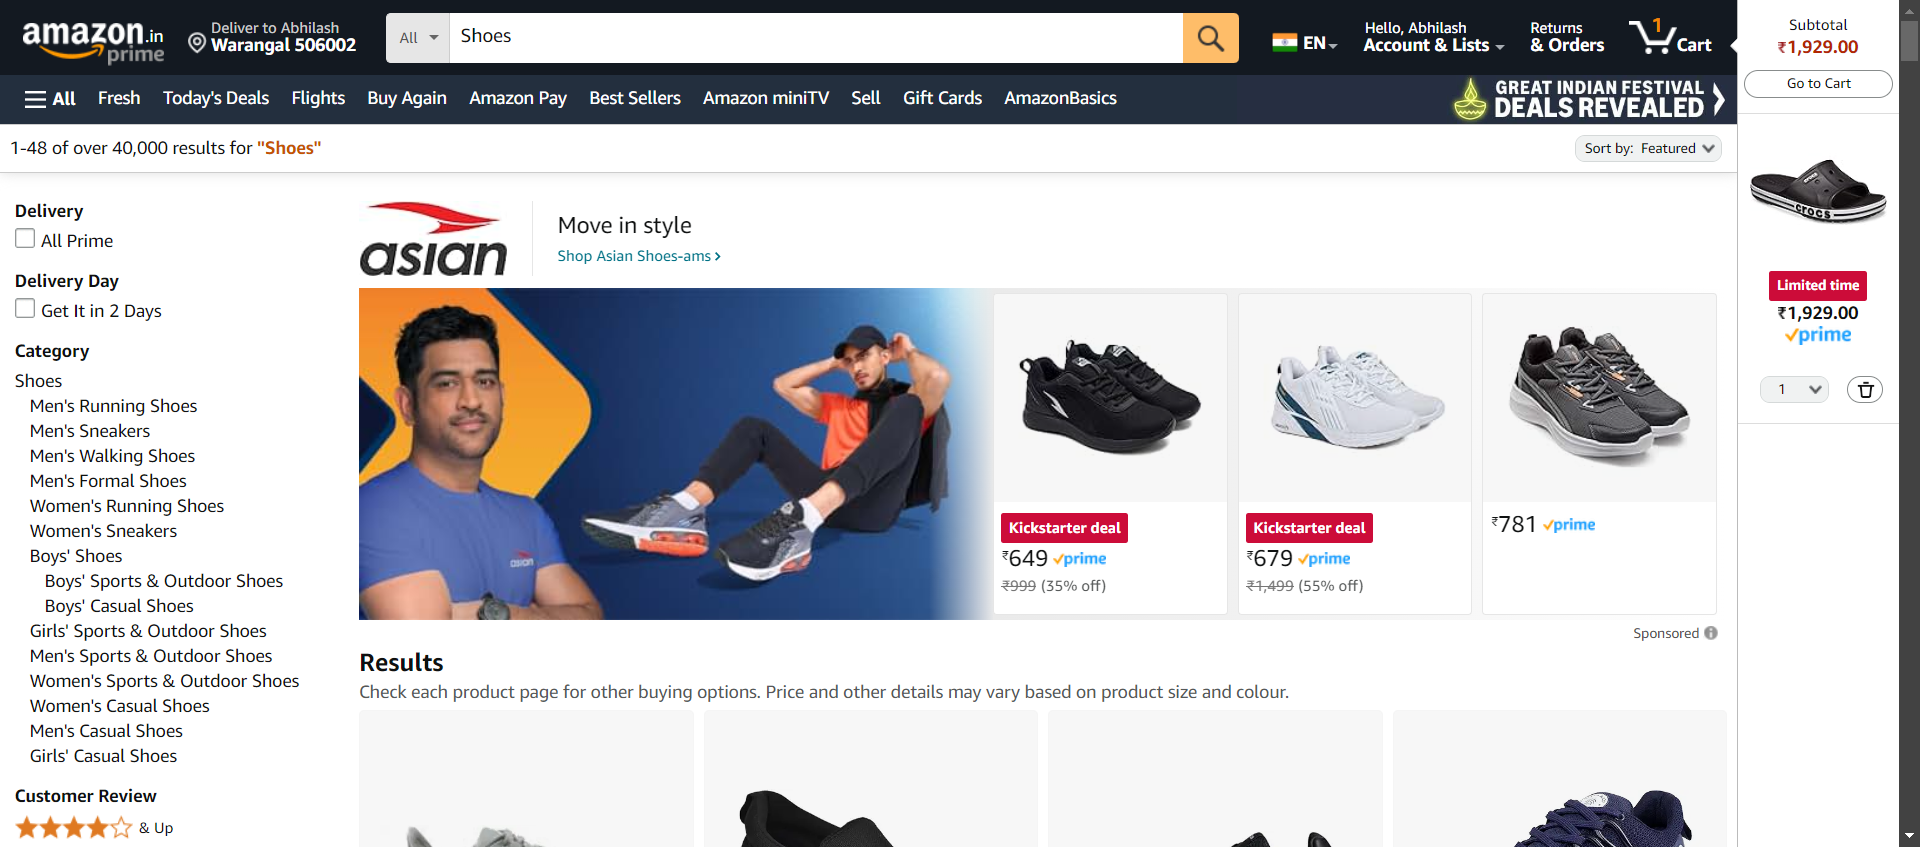 amazon.in
prime
Deliver to Abhilash
Warangal 506002
All
Shoes
EN
Hello, Abhilash
Account & Lists
Returns
& Orders
1
Cart
All
Fresh
Today's Deals
Flights
Buy Again
Amazon Pay
Best Sellers
Amazon miniTV
Sell
Gift Cards
AmazonBasics
GREAT INDIAN FESTIVAL
DEALS REVEALED
1-48 of over 40,000 results for "Shoes"
Sort by: Featured
Delivery
All Prime
Delivery Day
Get It in 2 Days
Category
Shoes
Men's Running Shoes
Men's Sneakers
Men's Walking Shoes
Men's Formal Shoes
Women's Running Shoes
Women's Sneakers
Boys' Shoes
Boys' Sports & Outdoor Shoes
Boys' Casual Shoes
Girls' Sports & Outdoor Shoes
Men's Sports & Outdoor Shoes
Women's Sports & Outdoor Shoes
Women's Casual Shoes
Men's Casual Shoes
Girls' Casual Shoes
Customer Review
& Up
asian
Move in style
Shop Asian Shoes-ams
asian
Kickstarter deal
₹649 prime
₹999 (35% off)
Kickstarter deal
₹679 prime
₹1,499 (55% off)
₹781 prime
Sponsored
Results
Check each product page for other buying options. Price and other details may vary based on product size and colour.
Subtotal
₹1,929.00
Go to Cart
crocs
Limited time
₹1,929.00
prime
1